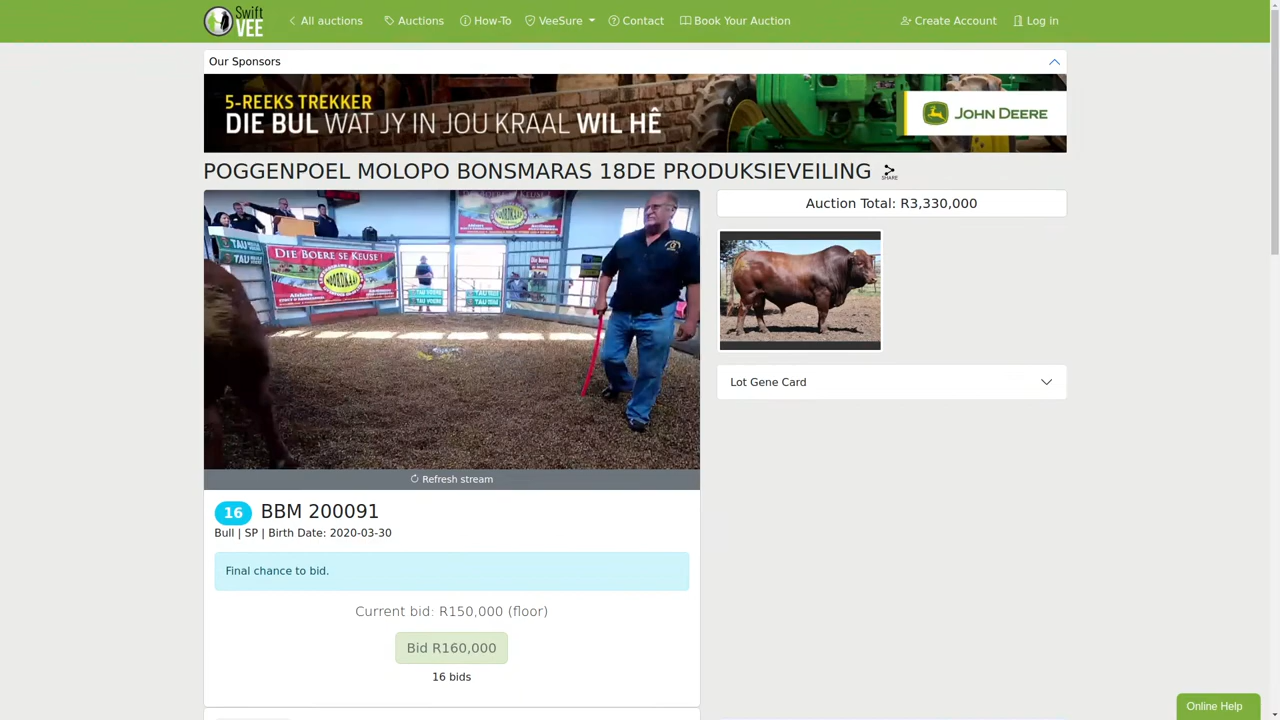 Swift
VEE
All auctions
Auctions
How-To
VeeSure
Contact
Book Your Auction
Create Account
Log in
Our Sponsors
5-REEKS TREKKER
DIE BUL WAT JY IN JOU KRAAL WIL HÊ
JOHN DEERE
POGGENPOEL MOLOPO BONSMARAS 18DE PRODUKSIEVEILING
SHARE
Auction Total: R3,330,000
TAU
DIE BOERE SE KEUSE!
NOORDKAAP
Refresh stream
Lot Gene Card
16
BBM 200091
Bull | SP | Birth Date: 2020-03-30
Final chance to bid.
Current bid: R150,000 (floor)
Bid R160,000
16 bids
Online Help